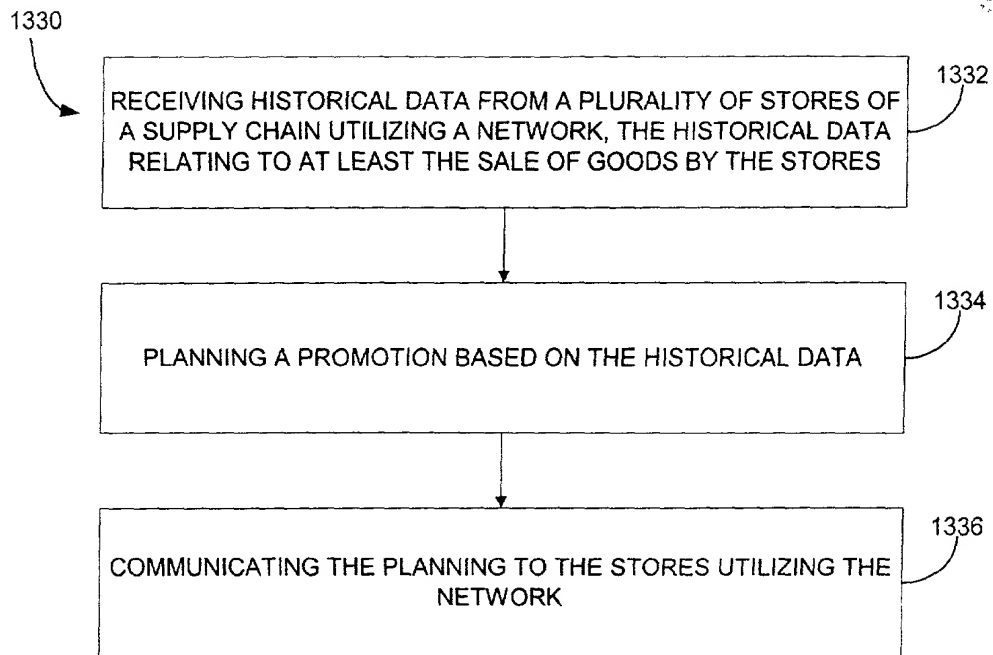 1330
1332
RECEIVING HISTORICAL DATA FROM A PLURALITY OF STORES OF
A SUPPLY CHAIN UTILIZING A NETWORK, THE HISTORICAL DATA
RELATING TO AT LEAST THE SALE OF GOODS BY THE STORES
1334
PLANNING A PROMOTION BASED ON THE HISTORICAL DATA
1336
COMMUNICATING THE PLANNING TO THE STORES UTILIZING THE
NETWORK